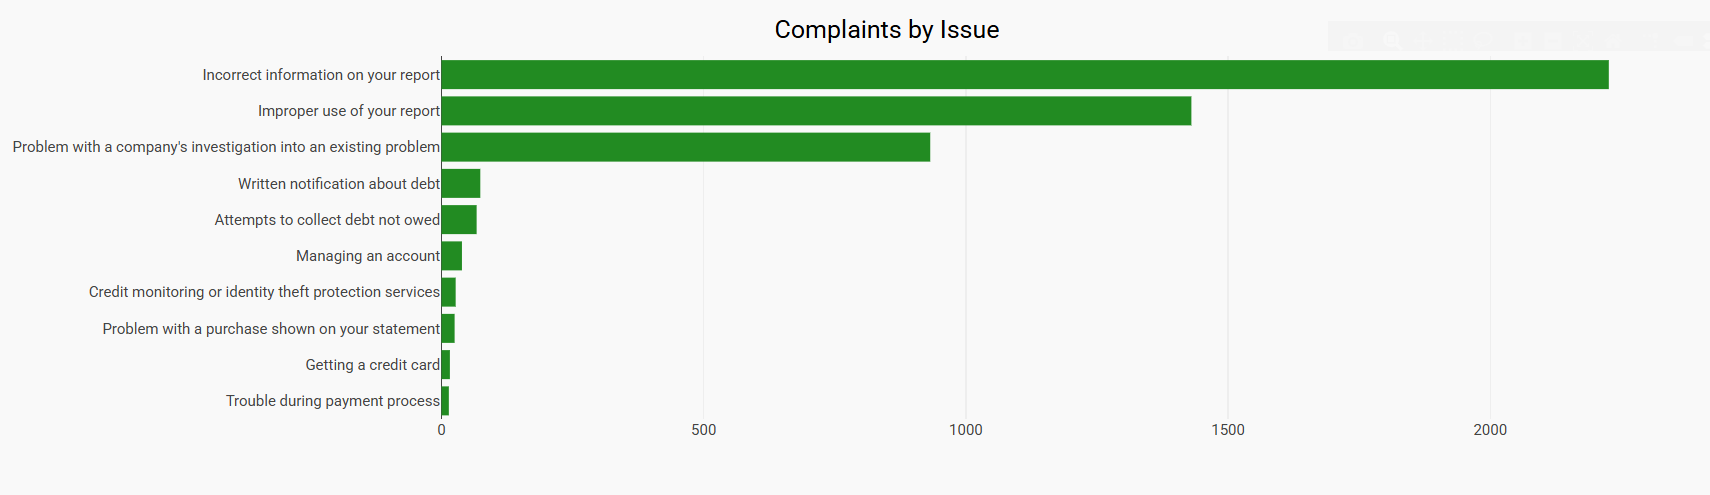 Complaints by Issue
Incorrect information on your report
Improper use of your report
Problem with a company's investigation into an existing problem
Written notification about debt
Attempts to collect debt not owed
Managing an account
Credit monitoring or identity theft protection services
Problem with a purchase shown on your statement
Getting a credit card
Trouble during payment process
0 500 1000 1500 2000